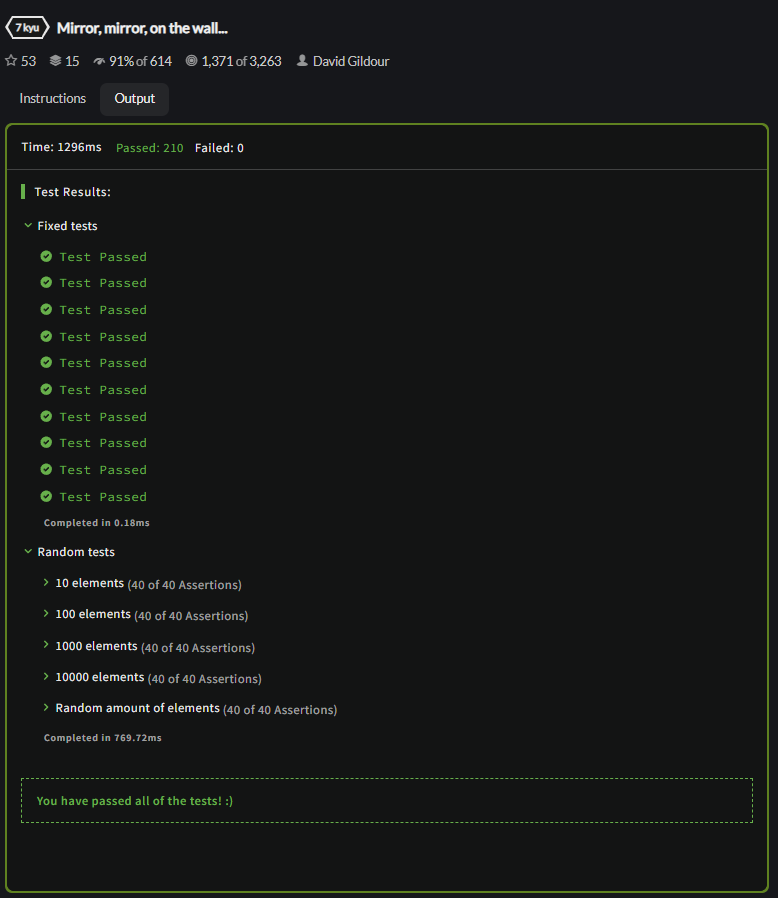 7 kyu Mirror, mirror, on the wall...
53 15 91% of 614 1,371 of 3,263 David Gildour
Instructions Output
Time: 1296ms Passed: 210 Failed: 0
Test Results:
Fixed tests
Test Passed
Test Passed
Test Passed
Test Passed
Test Passed
Test Passed
Test Passed
Test Passed
Test Passed
Test Passed
Completed in 0.18ms
Random tests
10 elements (40 of 40 Assertions)
100 elements (40 of 40 Assertions)
1000 elements (40 of 40 Assertions)
10000 elements (40 of 40 Assertions)
Random amount of elements (40 of 40 Assertions)
Completed in 769.72ms
You have passed all of the tests! :)